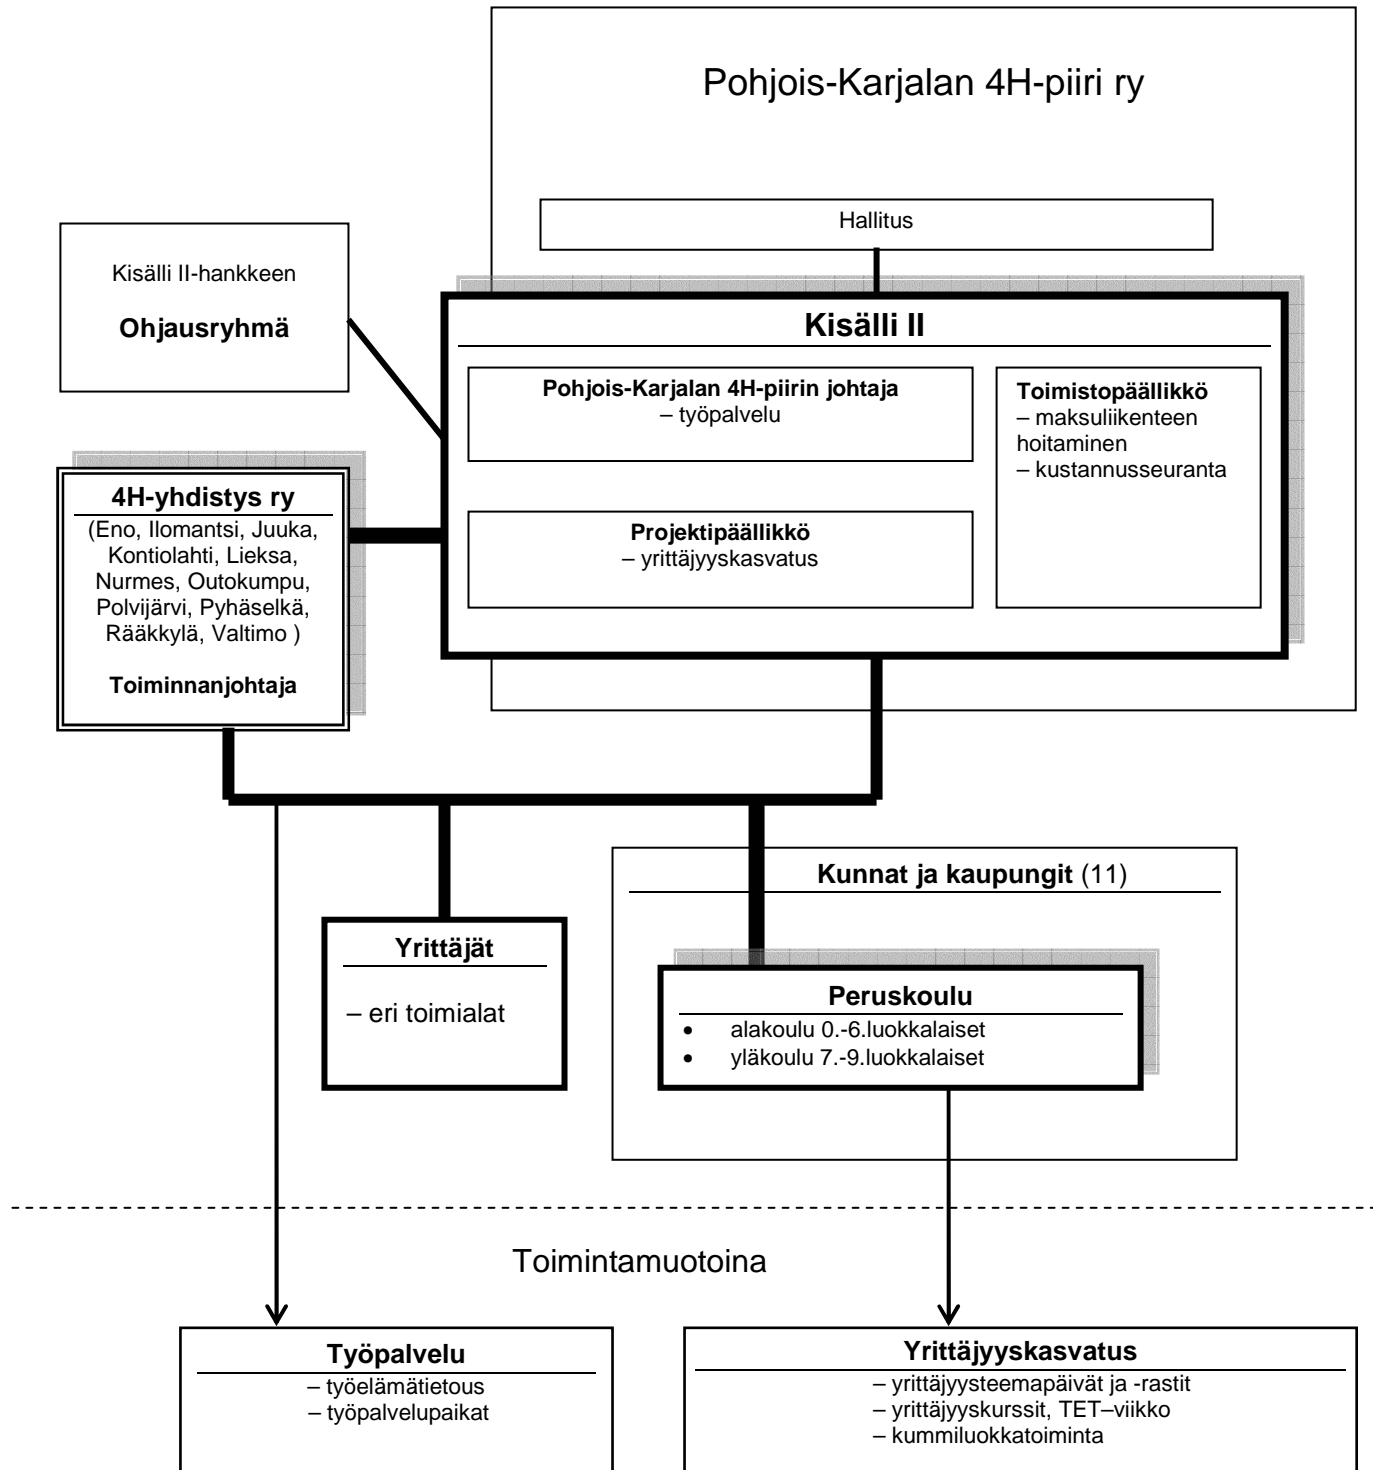 Pohjois-Karjalan 4H-piiri ry
Hallitus
Kisälli II-hankkeen
Ohjausryhmä
Kisälli II
Pohjois-Karjalan 4H-piirin johtaja
– työpalvelu
Toimistopäällikkö
– maksuliikenteen
hoitaminen
– kustannusseuranta
Projektipäällikkö
– yrittäjyyskasvatus
4H-yhdistys ry
(Eno, Ilomantsi, Juuka,
Kontiolahti, Lieksa,
Nurmes, Outokumpu,
Polvijärvi, Pyhäselkä,
Rääkkylä, Valtimo )
Toiminnanjohtaja
Kunnat ja kaupungit (11)
Yrittäjät
– eri toimialat
Peruskoulu
• alakoulu 0.-6.luokkalaiset
• yläkoulu 7.-9.luokkalaiset
Toimintamuotoina
Työpalvelu
– työelämätietous
– työpalvelupaikat
Yrittäjyyskasvatus
– yrittäjyysteemapäivät ja -rastit
– yrittäjyyskurssit, TET–viikko
– kummiluokkatoiminta